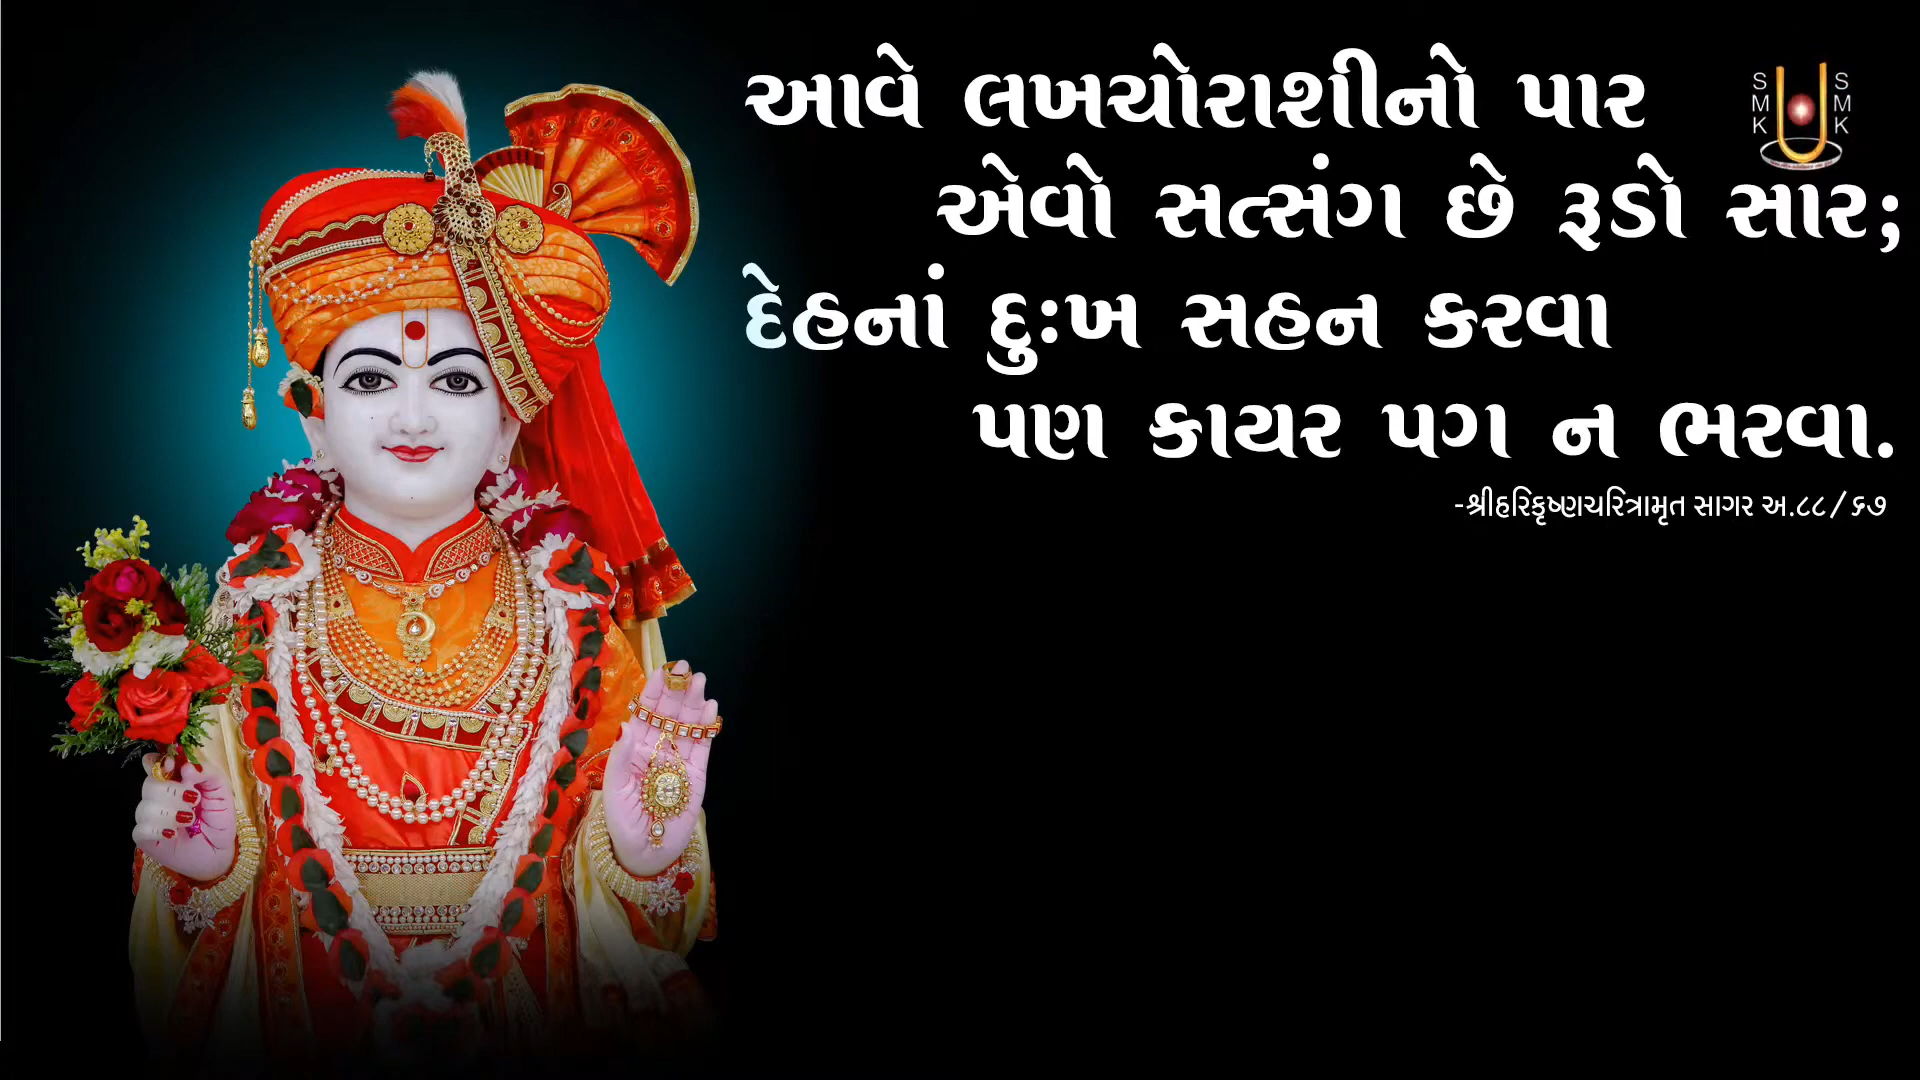 આવે લખચોરાશીનો પાર
એવો સત્સંગ છે રૂડો સાર;
દેહનાં દુઃખ સહન કરવા
પણ કાયર પગ ન ભરવા.
-શ્રીહરિકૃષ્ણચરિત્રામૃત સાગર અ.૮૮/૬૭
SMK SMK